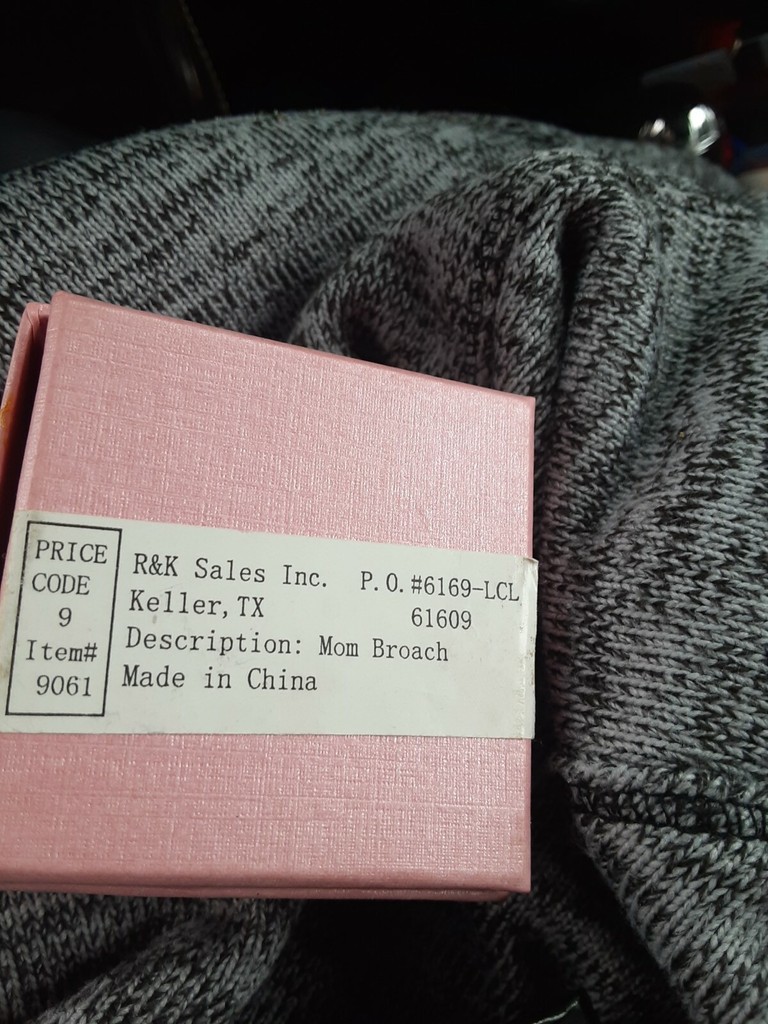 PRICE
CODE
9
Item#
9061
R&K Sales Inc. P.O.#6169-LCL
Keller,TX 61609
Description: Mom Broach
Made in China